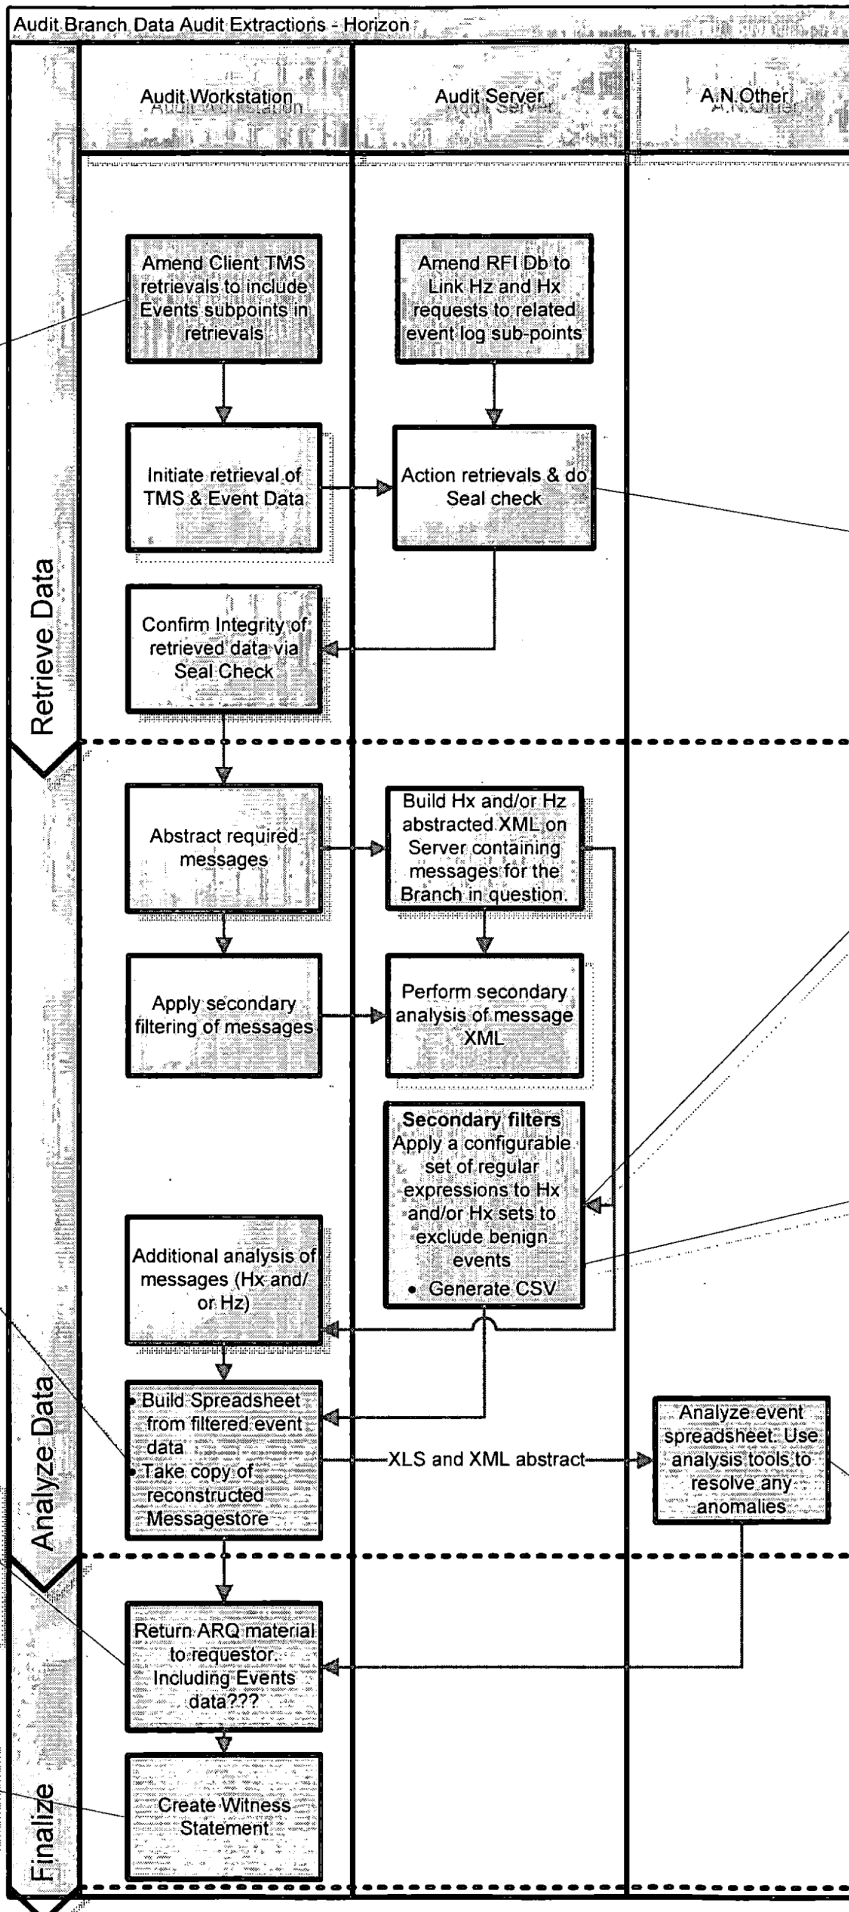 Audit Branch Data Audit Extractions - Horizon
Audit Workstation
Audit Server
A.N.Other
Retrieve Data
Amend Client TMS
retrievals to include
Events subpoints in
retrievals
Amend RFI Db to
Link Hz and Hx
requests to related
event log sub-points
Initiate retrieval of
TMS & Event Data
Action retrievals & do
Seal check
Confirm Integrity of
retrieved data via
Seal Check
Analyze Data
Abstract required
messages
Build Hx and/or Hz
abstracted XML on
Server containing
messages for the
Branch in question.
Apply secondary
filtering of messages
Perform secondary
analysis of message
XML
Secondary filters
Apply a configurable
set of regular
expressions to Hx
and/or Hx sets to
exclude benign
events
• Generate CSV
Additional analysis of
messages (Hx and/
or Hz)
• Build Spreadsheet
from filtered event
data
• Take copy of
reconstructed
Messagestore
XLS and XML abstract
Analyze event
spreadsheet. Use
analysis tools to
resolve any
anomalies
Finalize
Return ARQ material
to requestor.
Including Events
data???
Create Witness
Statement